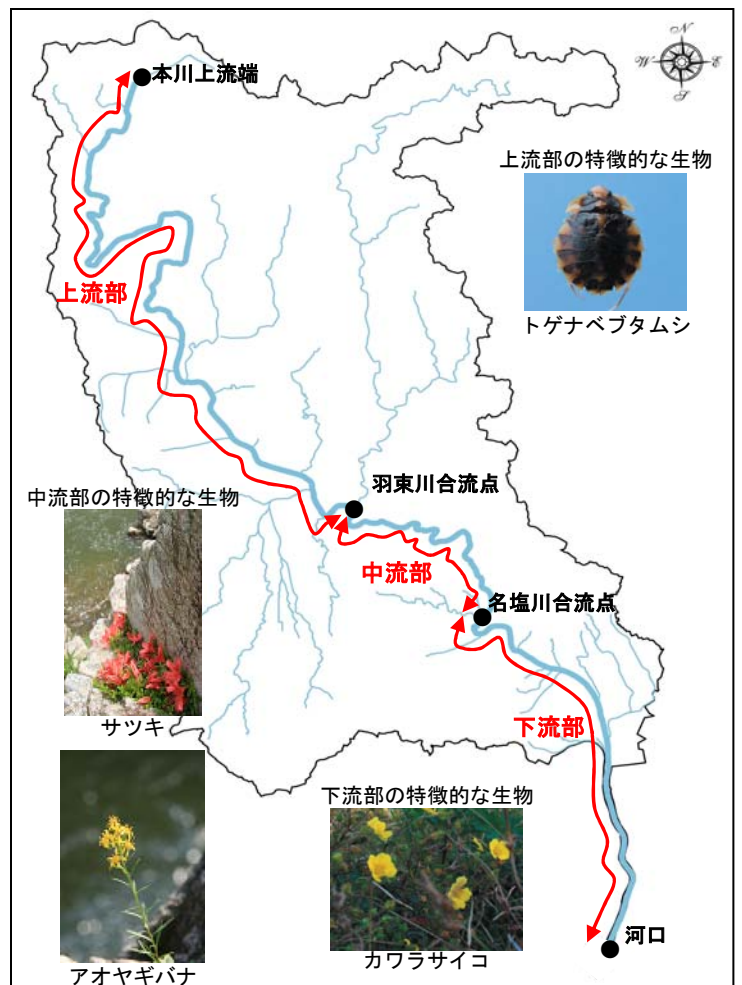 N
W
E
S
本川上流端
上流部の特徴的な生物
トゲナベブタムシ
上流部
羽束川合流点
中流部の特徴的な生物
中流部
名塩川合流点
サツキ
下流部
下流部の特徴的な生物
河口
カワラサイコ
アオヤギバナ